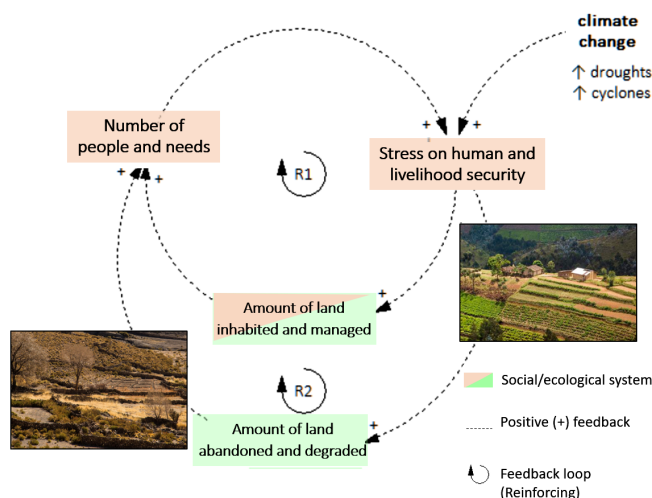 climate
change
↑ droughts
↑ cyclones
Number of
people and needs
+
+
+
+
Stress on human and
livelihood security
R1
+
Amount of land
inhabited and managed
R2
+
Amount of land
abandoned and degraded
Social/ecological system
Positive (+) feedback
Feedback loop
(Reinforcing)